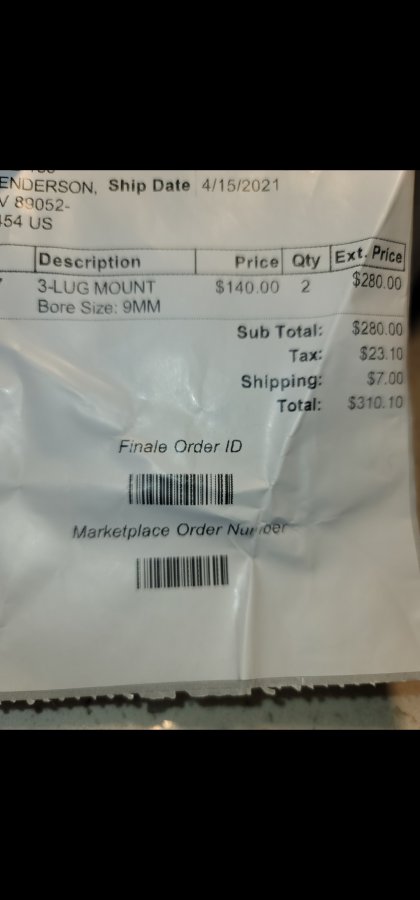 ENDERSON, Ship Date 4/15/2021
V 89052-
454 US
Description Price Qty Ext. Price
3-LUG MOUNT $140.00 2 $280.00
Bore Size: 9MM
Sub Total: $280.00
Tax: $23.10
Shipping: $7.00
Total: $310.10
Finale Order ID
Marketplace Order Number